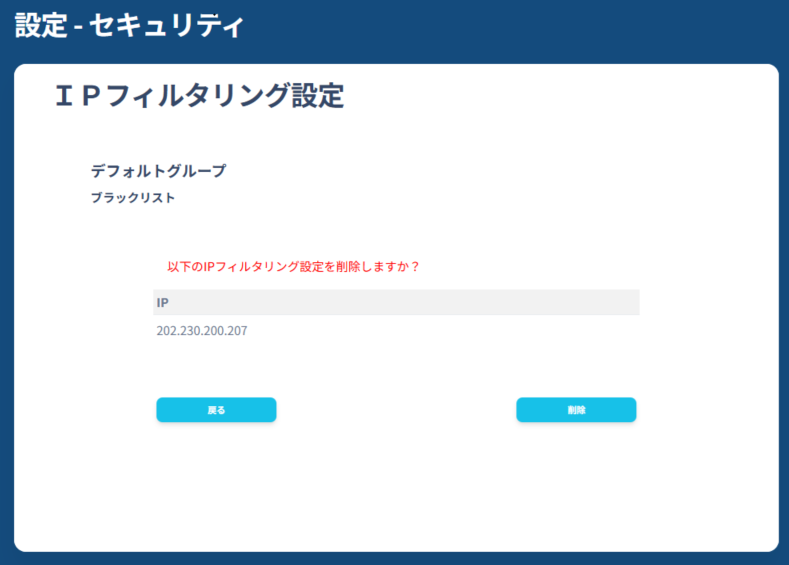 設定 - セキュリティ
ＩＰフィルタリング設定
デフォルトグループ
ブラックリスト
以下のIPフィルタリング設定を削除しますか？
IP
202.230.200.207
戻る
削除